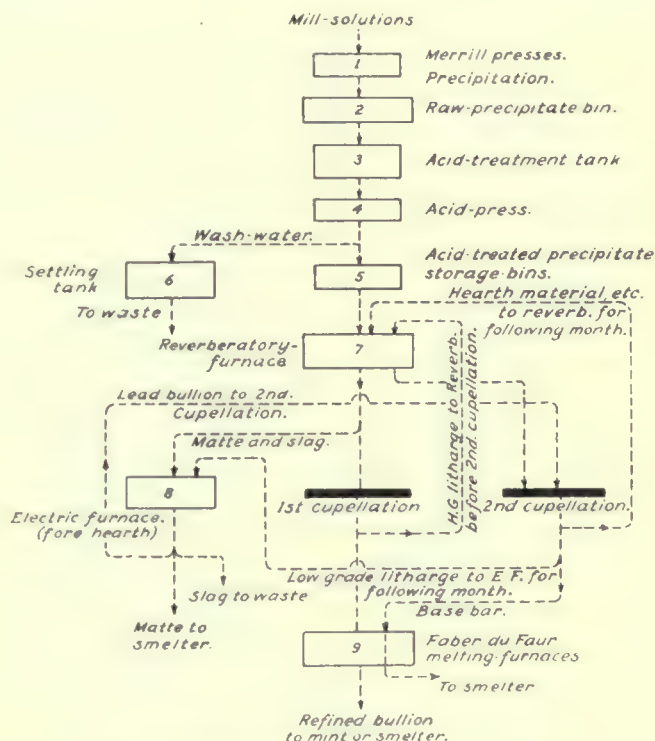 Mill-solutions
1
Merrill presses.
Precipitation.
2
Raw-precipitate bin.
3
Acid-treatment tank
4
Acid-press.
Wash-water.
Settling
tank
6
5
Acid-treated precipitate
storage-bins.
Hearth material, etc.
to reverb. for
following month.
To waste
Reverberatory-
furnace
7
Lead bullion to 2nd.
Cupellation.
Matte and slag.
H.G litharge to Reverb.
before 2nd. cupellation.
8
Electric furnace.
(fore hearth)
1st cupellation
2nd cupellation.
Low grade litharge to E F. for
following month.
Slag to waste
Base bar.
Matte to
smelter.
9
Faber du Faur
melting-furnaces
To smelter
Refined bullion
to mint or smelter.